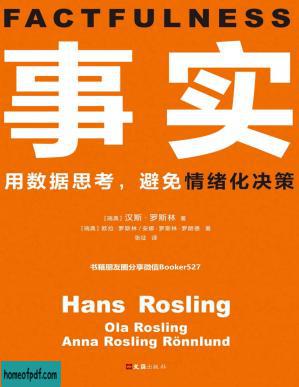 FACTFULNESS
事实
用数据思考，避免情绪化决策
［瑞典］汉斯·罗斯林 著
［瑞典］欧拉·罗斯林/安娜·罗斯林·罗朗德 著
张征 译
书籍朋友圈分享微信Booker527
Hans Rosling
Ola Rosling
Anna Rosling Rönnlund
homeofpdf.com
文汇出版社